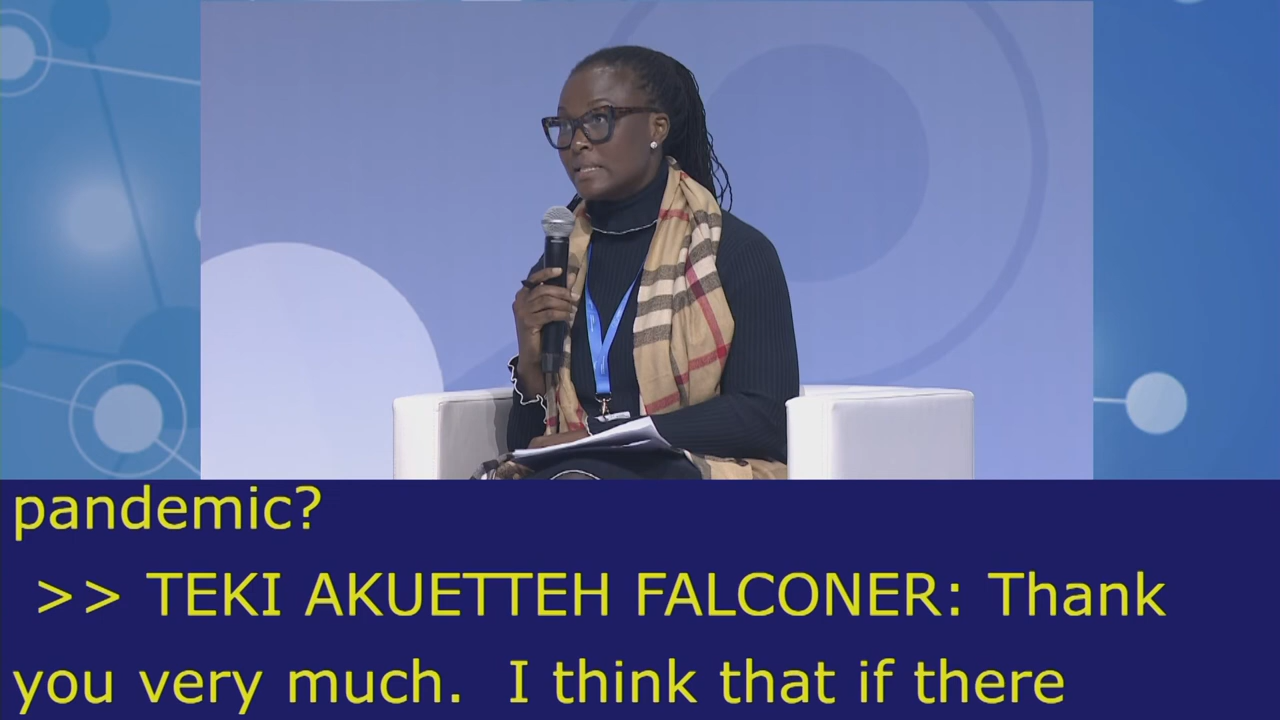 pandemic?
>> TEKI AKUETTEH FALCONER: Thank
you very much.  I think that if there